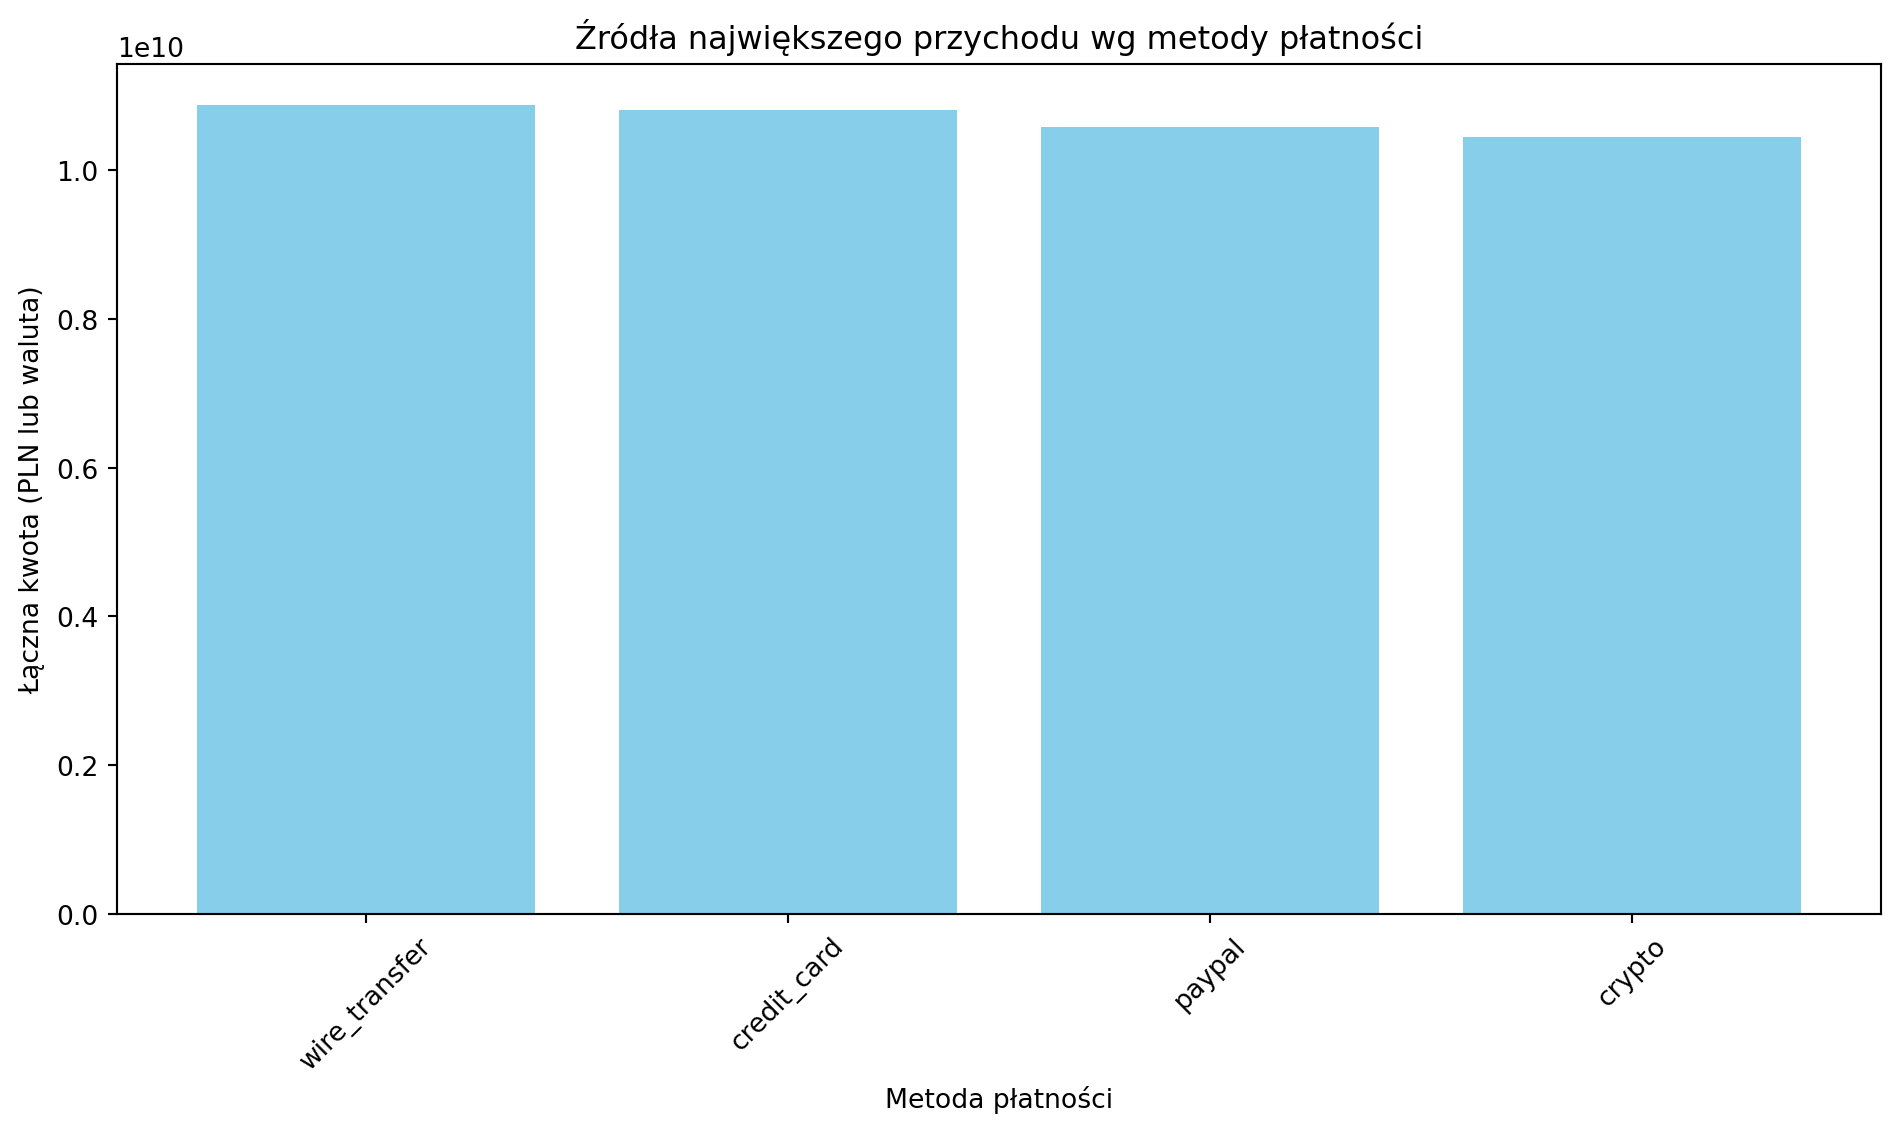 Źródła największego przychodu wg metody płatności
1e10
1.0
0.8
0.6
0.4
0.2
0.0
Łączna kwota (PLN lub waluta)
wire_transfer
credit_card
paypal
crypto
Metoda płatności